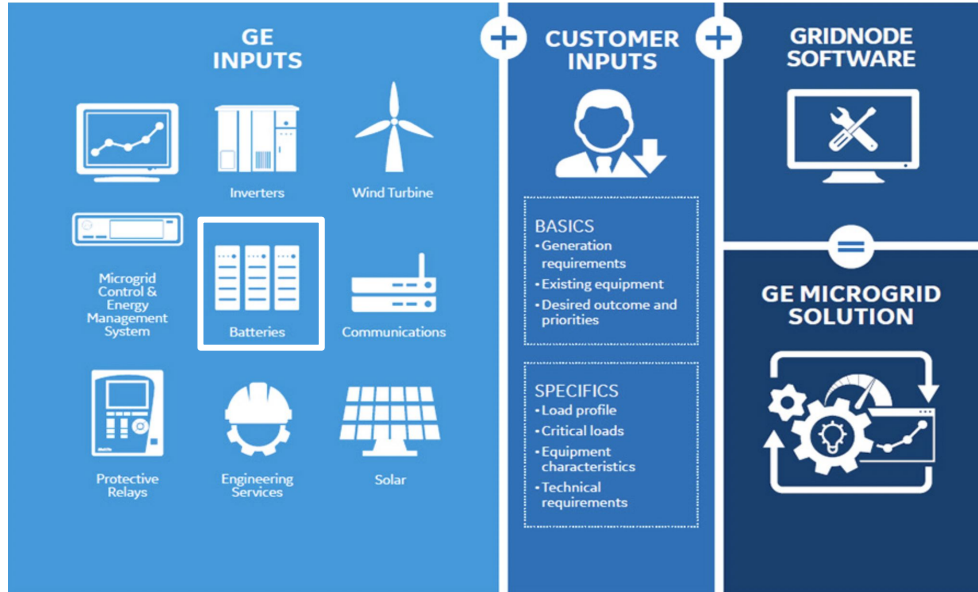 GE
INPUTS
Inverters
Wind Turbine
Microgrid
Control &
Energy
Management
System
Batteries
Communications
Protective
Relays
Engineering
Services
Solar
+
CUSTOMER
INPUTS
BASICS
• Generation
requirements
• Existing equipment
• Desired outcome and
priorities
SPECIFICS
• Load profile
• Critical loads
• Equipment
characteristics
• Technical
requirements
+
GRIDNODE
SOFTWARE
=
GE MICROGRID
SOLUTION